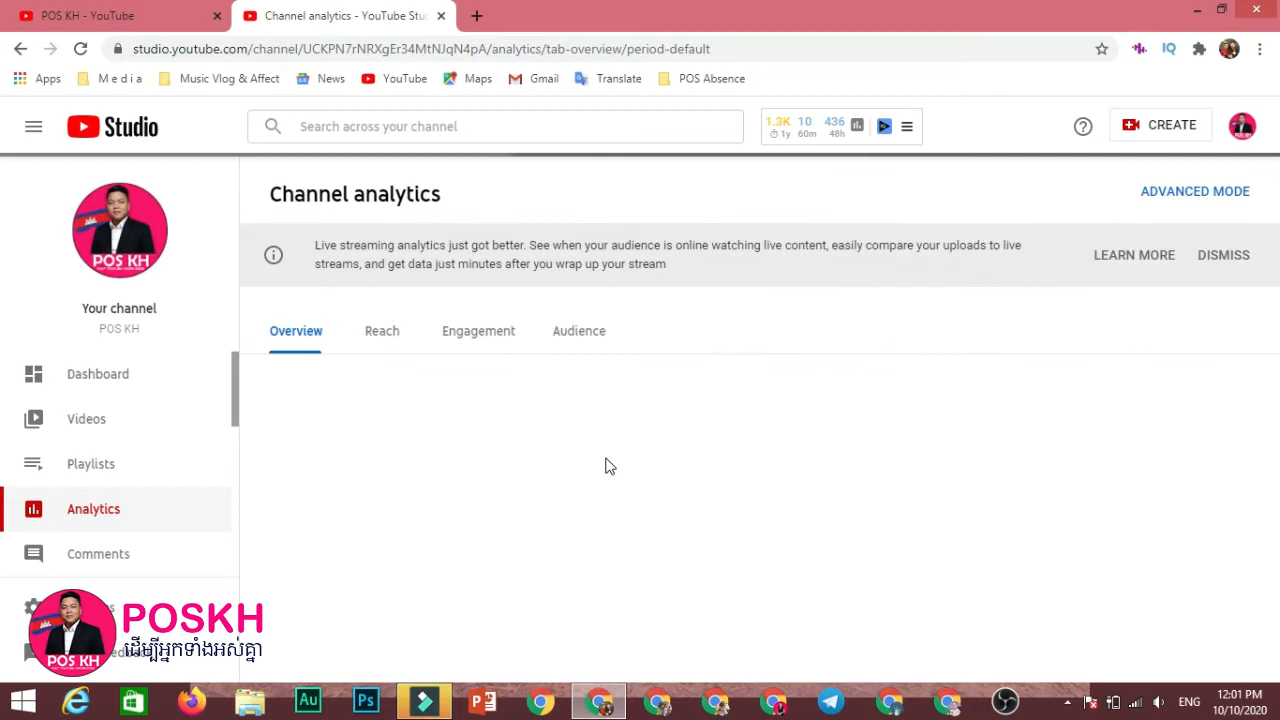 POS KH - YouTube
Channel analytics - YouTube Stu
studio.youtube.com/channel/UCKPN7rNRXgEr34MtNJqN4pA/analytics/tab-overview/period-default
Apps M e d i a Music Vlog & Affect News YouTube Maps Gmail Translate POS Absence
Studio
Search across your channel
1.3K 10 436
1y 60m 48h
CREATE
Channel analytics
ADVANCED MODE
Live streaming analytics just got better. See when your audience is online watching live content, easily compare your uploads to live
streams, and get data just minutes after you wrap up your stream
LEARN MORE DISMISS
POS KH
Your channel
POS KH
Overview Reach Engagement Audience
Dashboard
Videos
Playlists
Analytics
Comments
POSKH
ដើម្បីអ្នកទាំងអស់គ្នា
POS KH
Au Ps
ENG
12:01 PM
10/10/2020